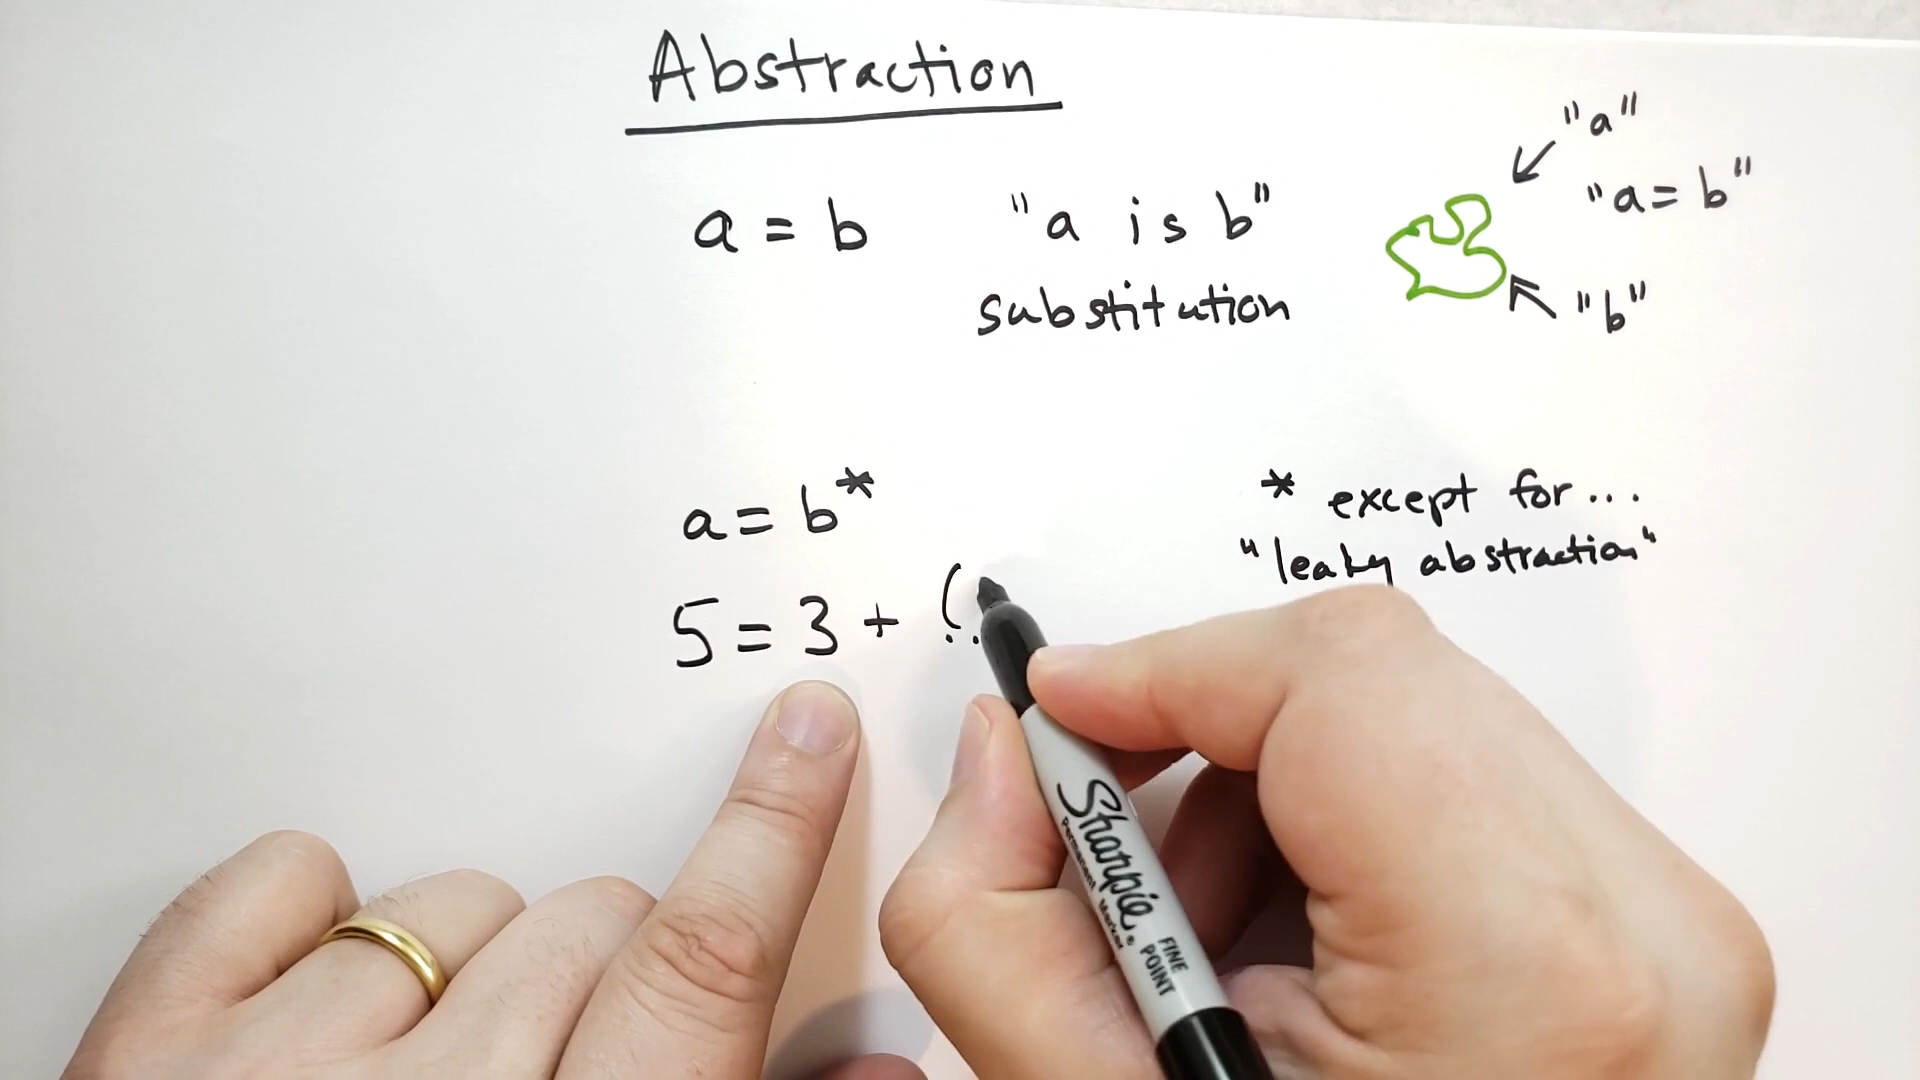 Abstraction
a = b
"a is b"
substitution
"a"
"a = b"
"b"
a = b*
5 = 3 + (..
* except for...
"leaky abstraction"
Sharpie®
Permanent Marker
FINE
POINT